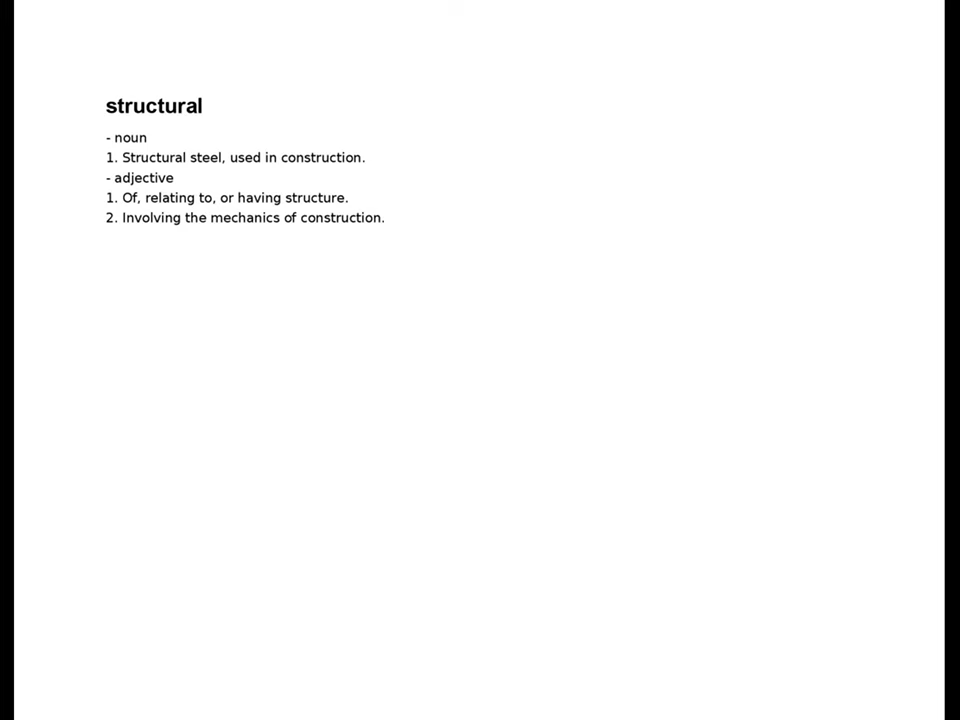 structural
- noun
1. Structural steel, used in construction.
- adjective
1. Of, relating to, or having structure.
2. Involving the mechanics of construction.